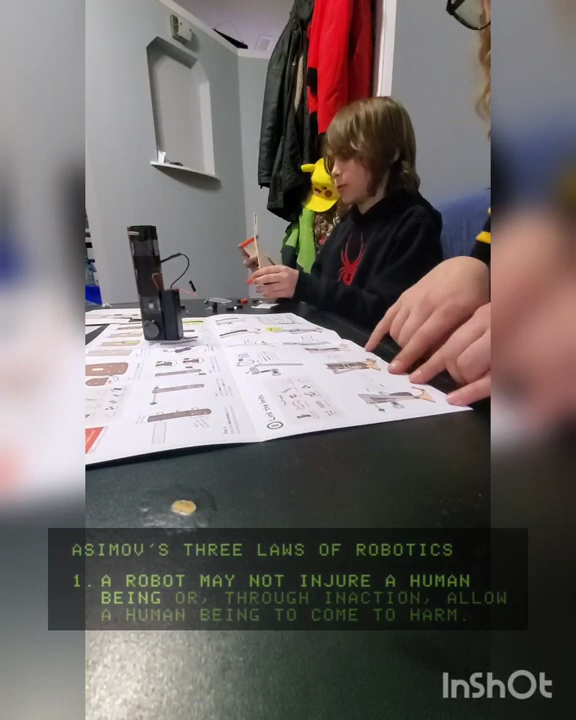 ASIMOV'S THREE LAWS OF ROBOTICS
1. A ROBOT MAY NOT INJURE A HUMAN
BEING OR, THROUGH INACTION, ALLOW
A HUMAN BEING TO COME TO HARM.
InShOt